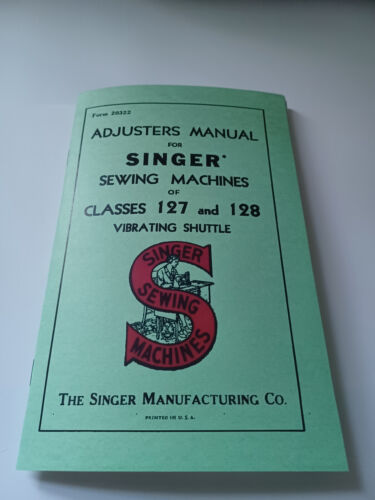 Form 20322
ADJUSTERS MANUAL
FOR
SINGER*
SEWING MACHINES
OF
CLASSES 127 and 128
VIBRATING SHUTTLE
SINGER
SEWING
MACHINES
THE SINGER MANUFACTURING CO.
PRINTED IN U. S. A.